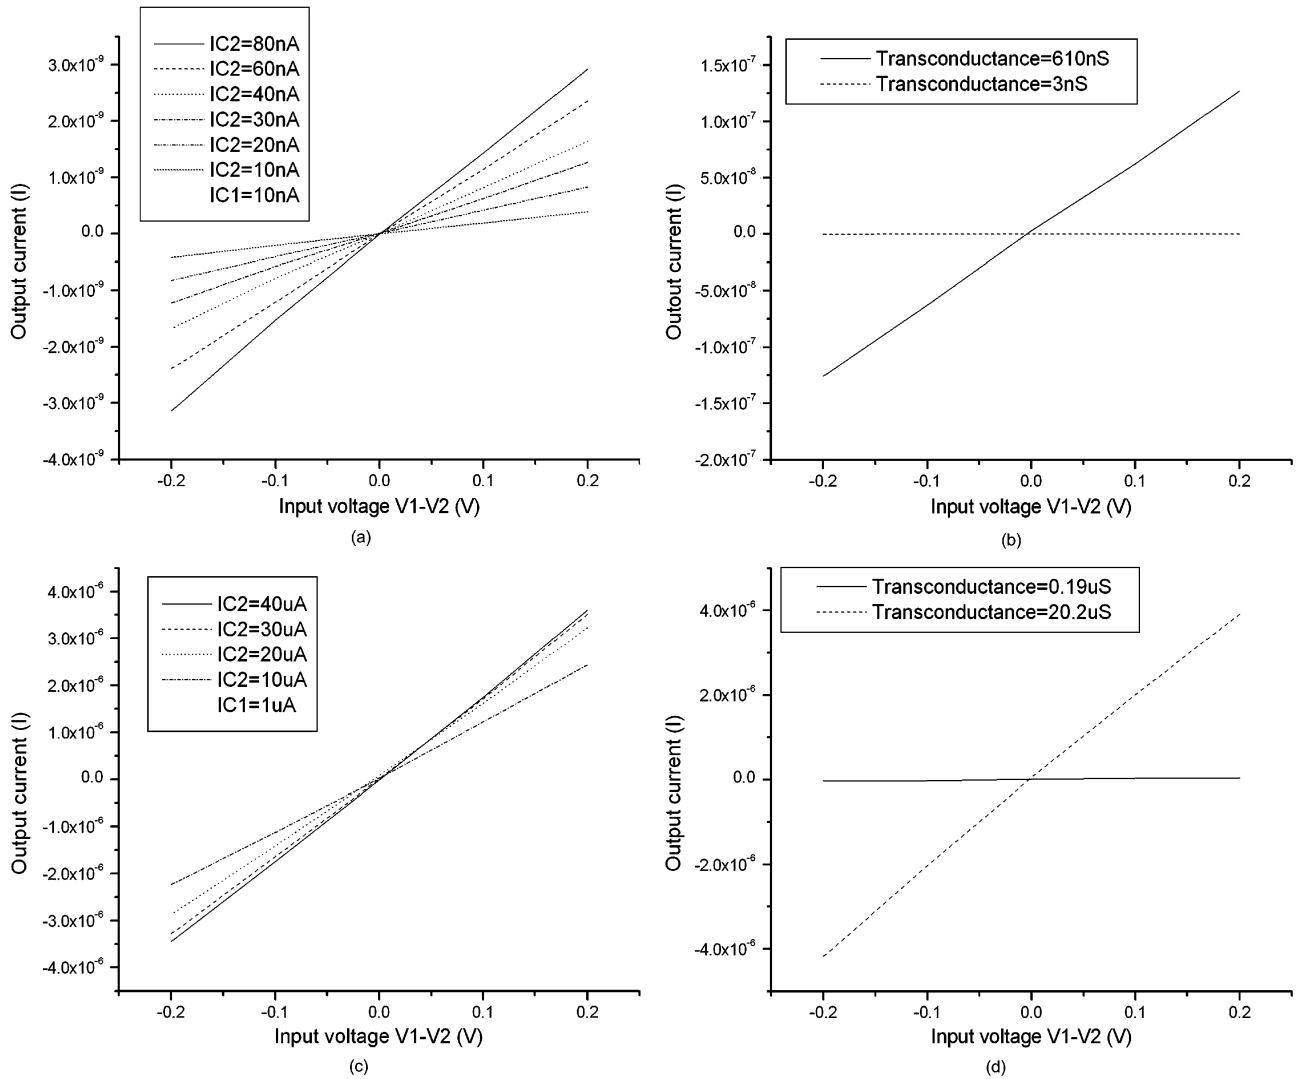 IC2=80nA
IC2=60nA
IC2=40nA
IC2=30nA
IC2=20nA
IC2=10nA
IC1=10nA
3.0x10⁻⁹
2.0x10⁻⁹
1.0x10⁻⁹
0.0
-1.0x10⁻⁹
-2.0x10⁻⁹
-3.0x10⁻⁹
-4.0x10⁻⁹
Output current (I)
-0.2 -0.1 0.0 0.1 0.2
Input voltage V1-V2 (V)
(a)
Transconductance=610nS
Transconductance=3nS
1.5x10⁻⁷
1.0x10⁻⁷
5.0x10⁻⁸
0.0
-5.0x10⁻⁸
-1.0x10⁻⁷
-1.5x10⁻⁷
-2.0x10⁻⁷
Outout current (I)
-0.2 -0.1 0.0 0.1 0.2
Input voltage V1-V2 (V)
(b)
IC2=40uA
IC2=30uA
IC2=20uA
IC2=10uA
IC1=1uA
4.0x10⁻⁶
3.0x10⁻⁶
2.0x10⁻⁶
1.0x10⁻⁶
0.0
-1.0x10⁻⁶
-2.0x10⁻⁶
-3.0x10⁻⁶
-4.0x10⁻⁶
Output current (I)
-0.2 -0.1 0.0 0.1 0.2
Input voltage V1-V2 (V)
(c)
Transconductance=0.19uS
Transconductance=20.2uS
4.0x10⁻⁶
2.0x10⁻⁶
0.0
-2.0x10⁻⁶
-4.0x10⁻⁶
Output current (I)
-0.2 -0.1 0.0 0.1 0.2
Input voltage V1-V2 (V)
(d)